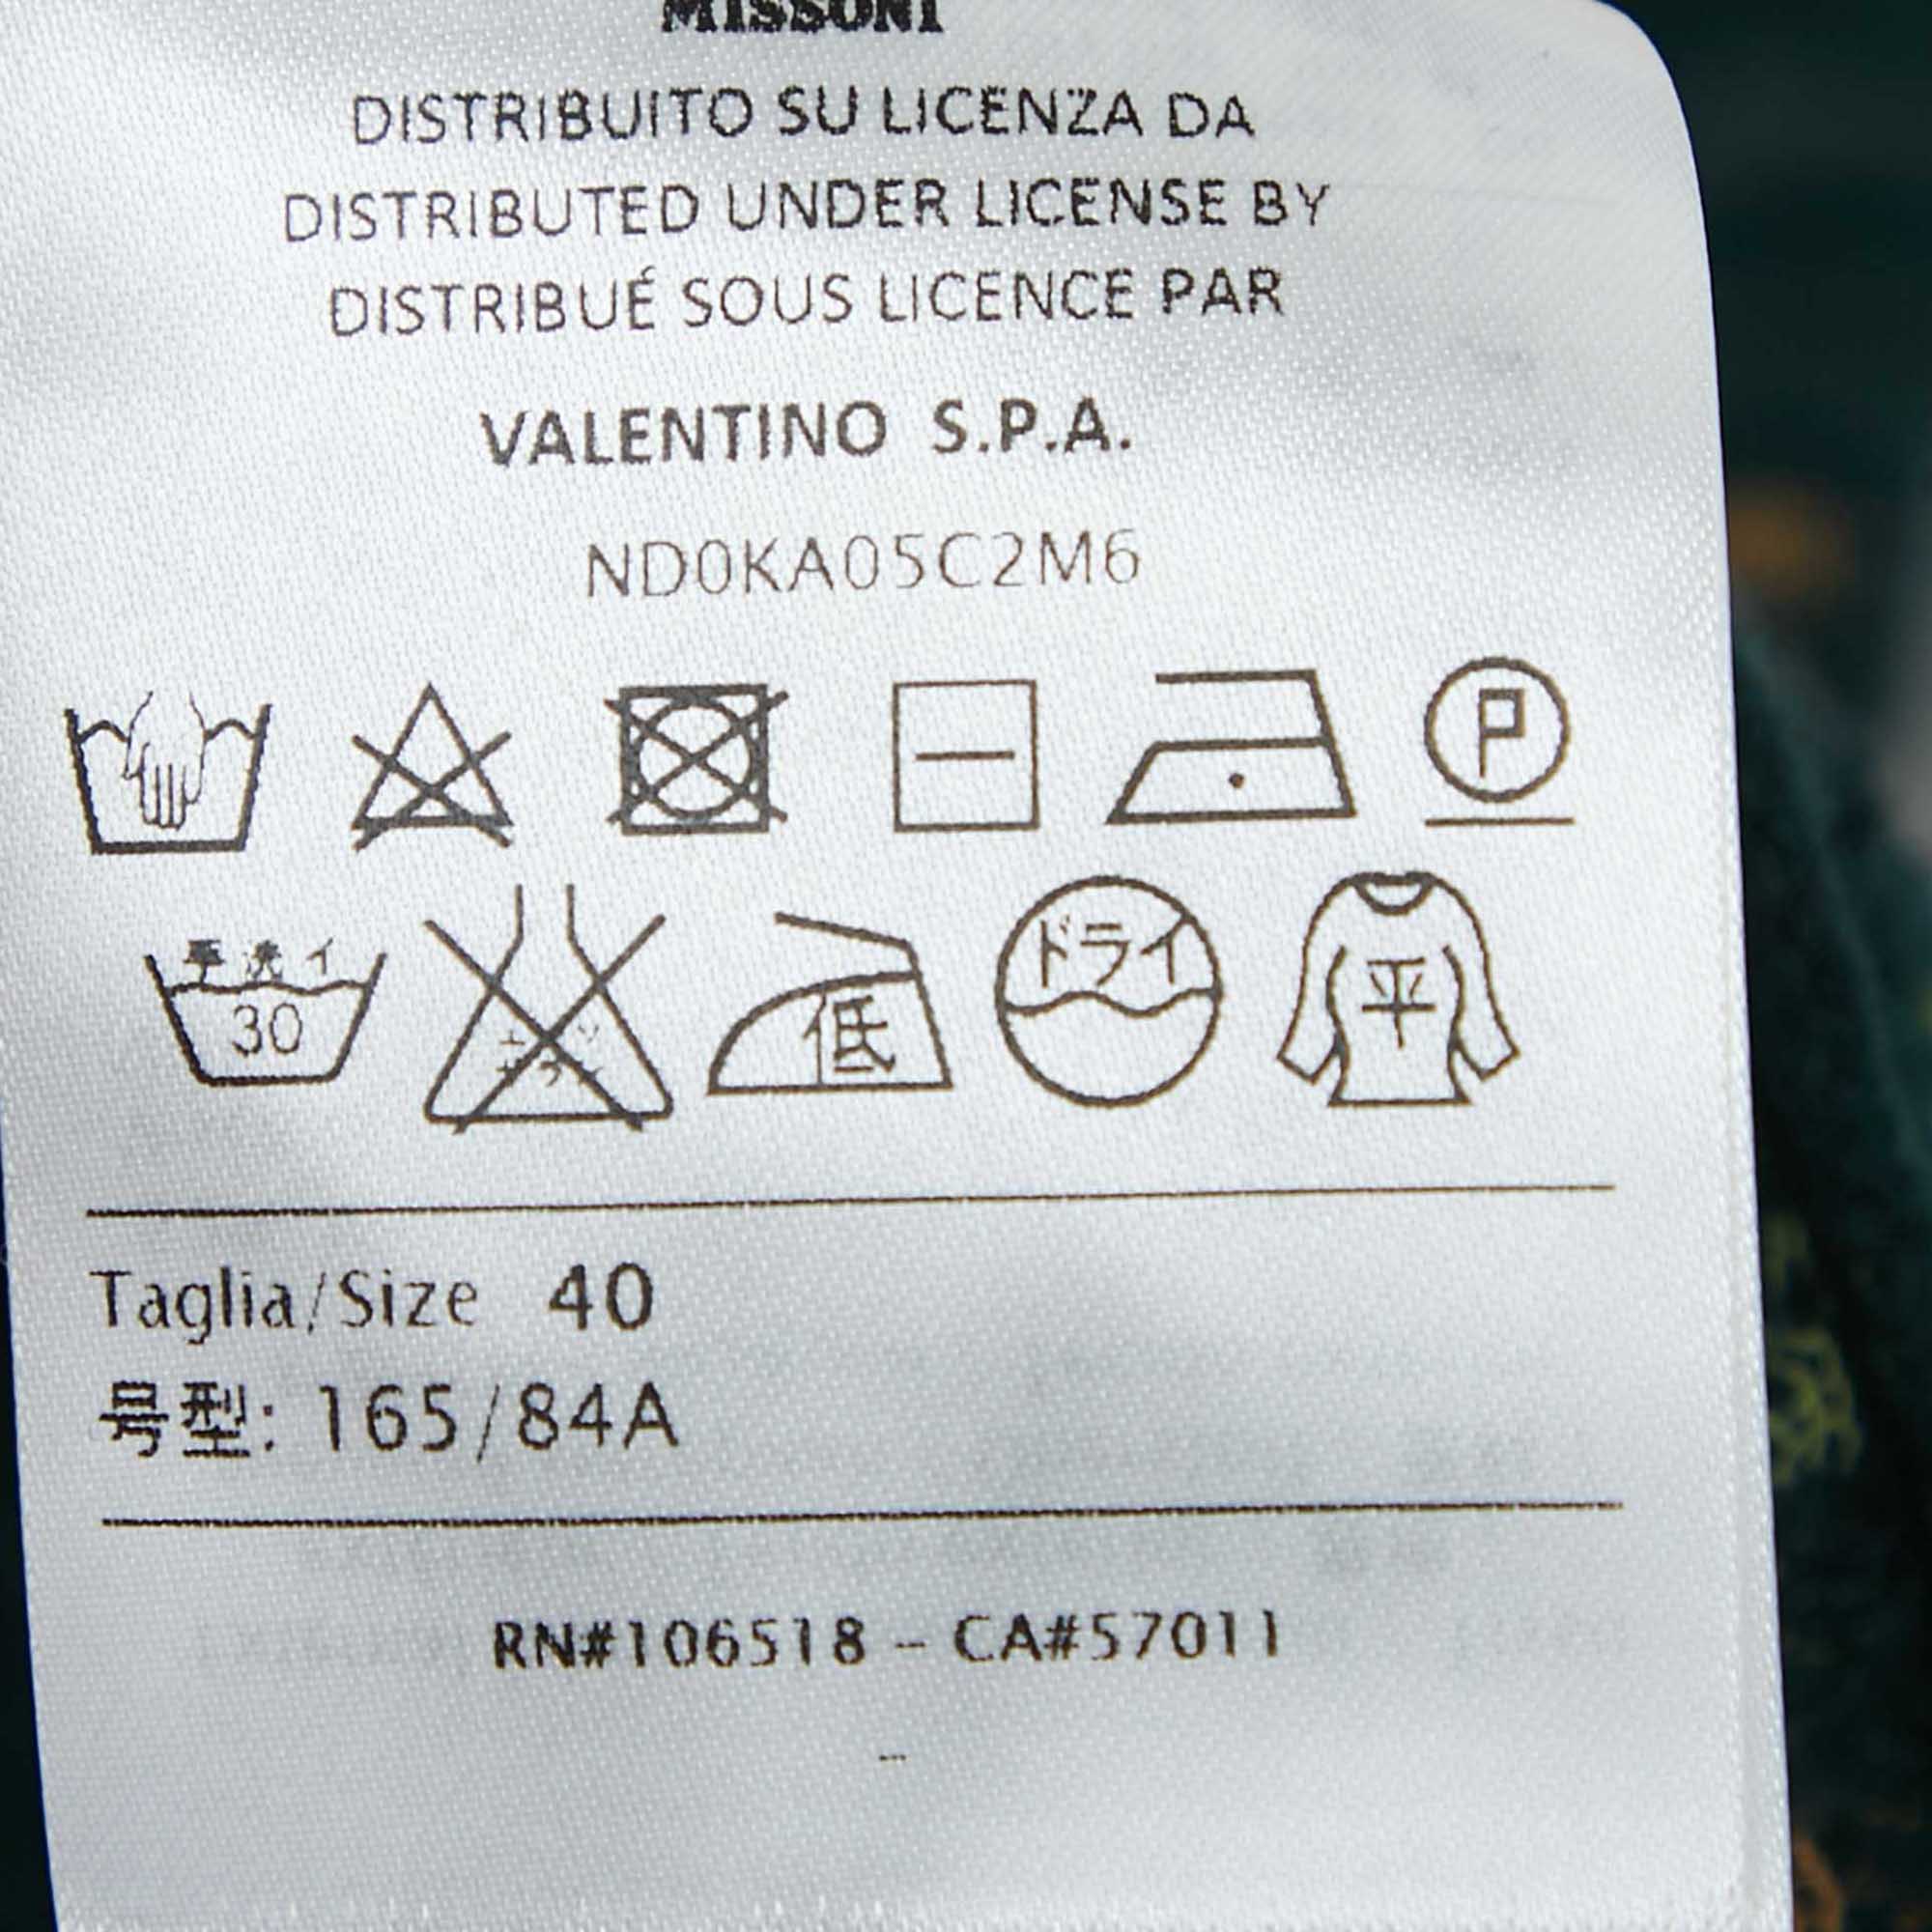 MISSONI
DISTRIBUITO SU LICENZA DA
DISTRIBUTED UNDER LICENSE BY
DISTRIBUÉ SOUS LICENCE PAR
VALENTINO S.P.A.
ND0KA05C2M6
P
手洗イ
30
低
ドライ
平
Taglia/Size 40
号型: 165/84A
RN#106518 – CA#57011
–